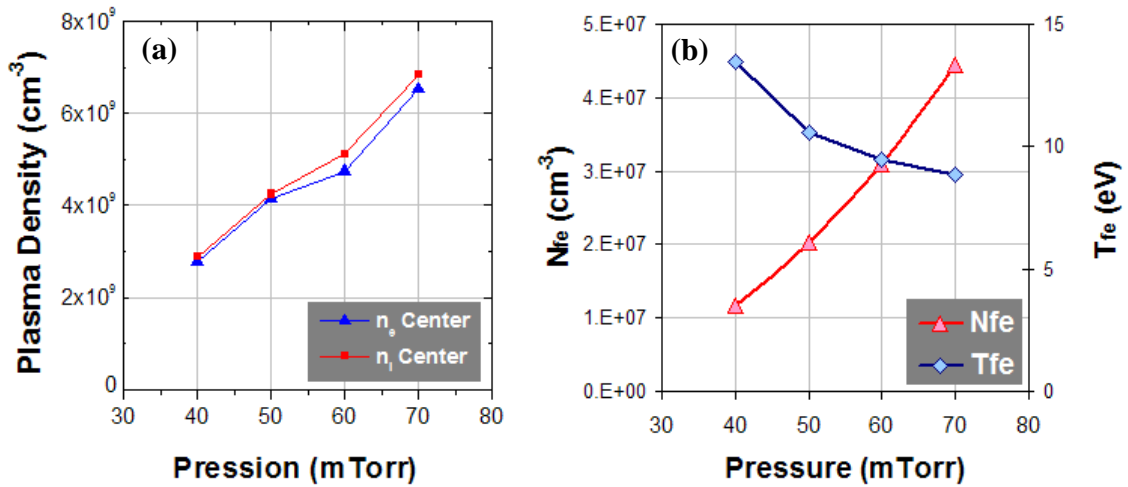 (a)
Plasma Density (cm⁻³)
8x10⁹
6x10⁹
4x10⁹
2x10⁹
0
nₑ Center
nᵢ Center
30 40 50 60 70 80
Pression (mTorr)
(b)
Nfe (cm⁻³)
5.E+07
4.E+07
3.E+07
2.E+07
1.E+07
0.E+00
Nfe
Tfe
15
10
5
0
Tfe (eV)
30 40 50 60 70 80
Pressure (mTorr)